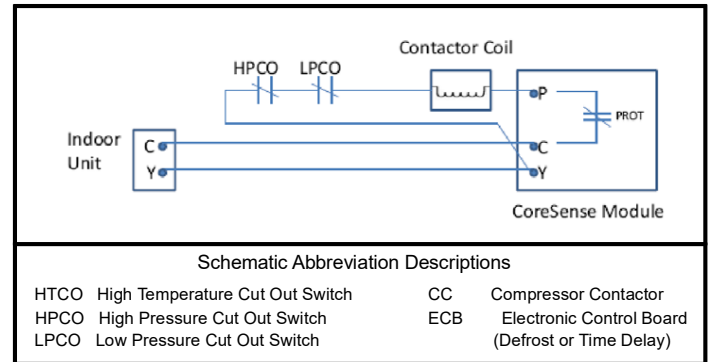 Contactor Coil
HPCO LPCO
P
PROT
Indoor
Unit
C
C
Y
Y
CoreSense Module
Schematic Abbreviation Descriptions
HTCO High Temperature Cut Out Switch CC Compressor Contactor
HPCO High Pressure Cut Out Switch ECB Electronic Control Board
LPCO Low Pressure Cut Out Switch (Defrost or Time Delay)